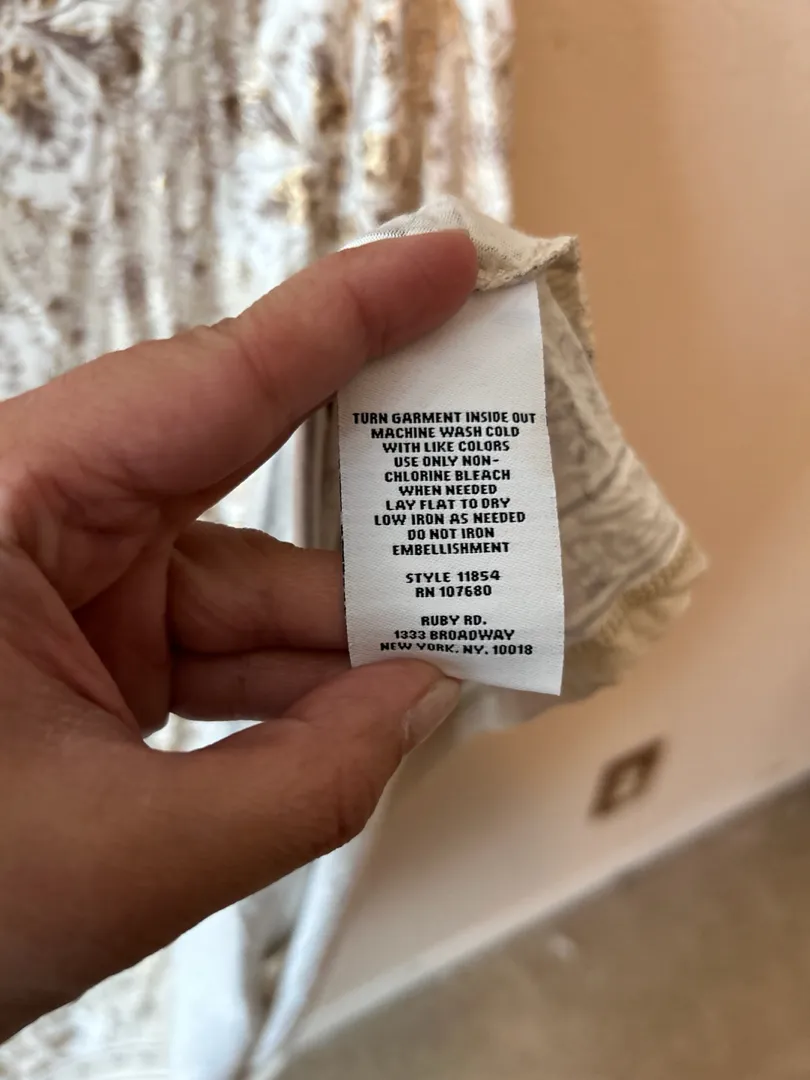 TURN GARMENT INSIDE OUT
MACHINE WASH COLD
WITH LIKE COLORS
USE ONLY NON-
CHLORINE BLEACH
WHEN NEEDED
LAY FLAT TO DRY
LOW IRON AS NEEDED
DO NOT IRON
EMBELLISHMENT
STYLE 11854
RN 107680
RUBY RD.
1333 BROADWAY
NEW YORK. NY. 10018